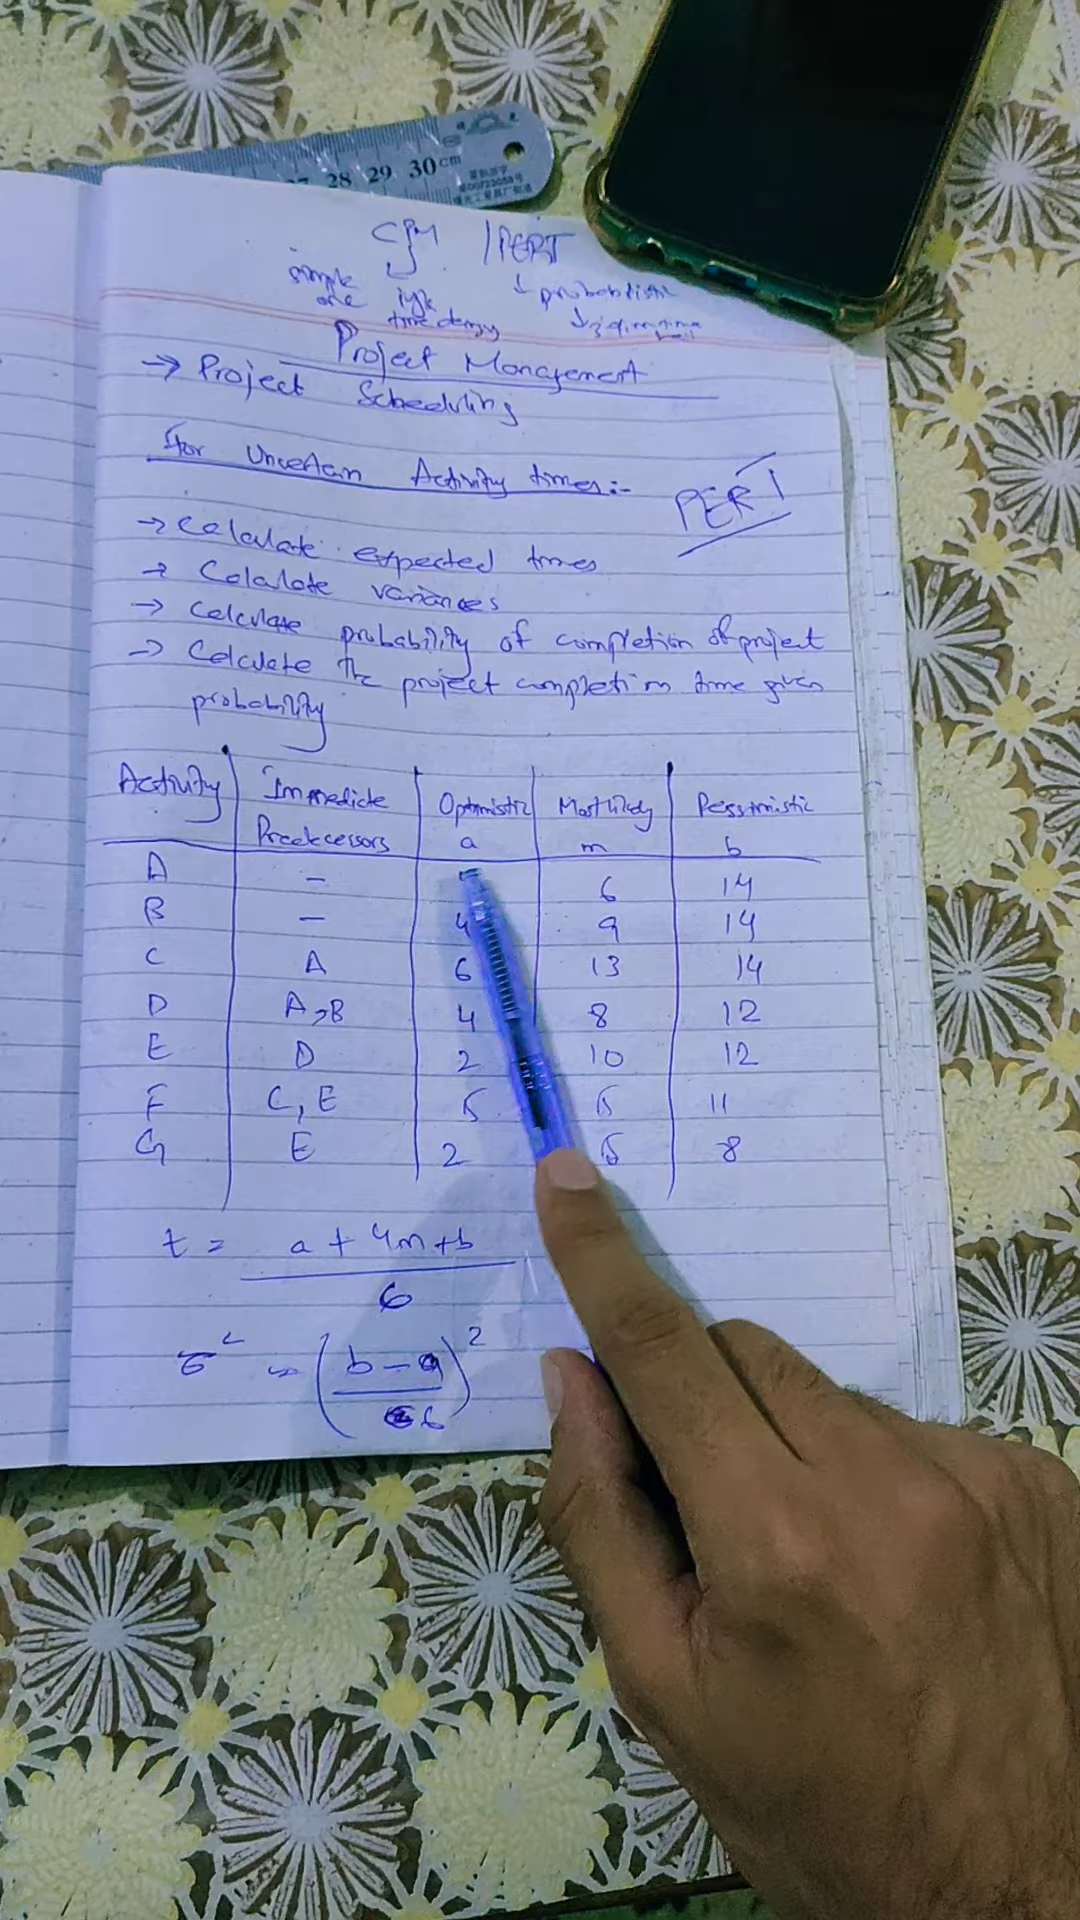 28 29 30 cm
CPM / PERT
simple
one
time
↓ probabilistic
Project Management
→ Project Scheduling
For Uncertain Activity times:-
PERT
→ Calculate expected times
→ Calculate variances
→ Calculate probability of completion of project
→ Calculate the project completion time given
probability
Activity | Immediate Predecessors | Optimistic a | Most likely m | Pessimistic b
A | - | | 6 | 14
B | - | 4 | 9 | 14
C | A | 6 | 13 | 14
D | A,B | 4 | 8 | 12
E | D | 2 | 10 | 12
F | C, E | 5 | 5 | 11
G | E | 2 | 5 | 8
t = a + 4m + b
6
σ² = (b - a / 6)²